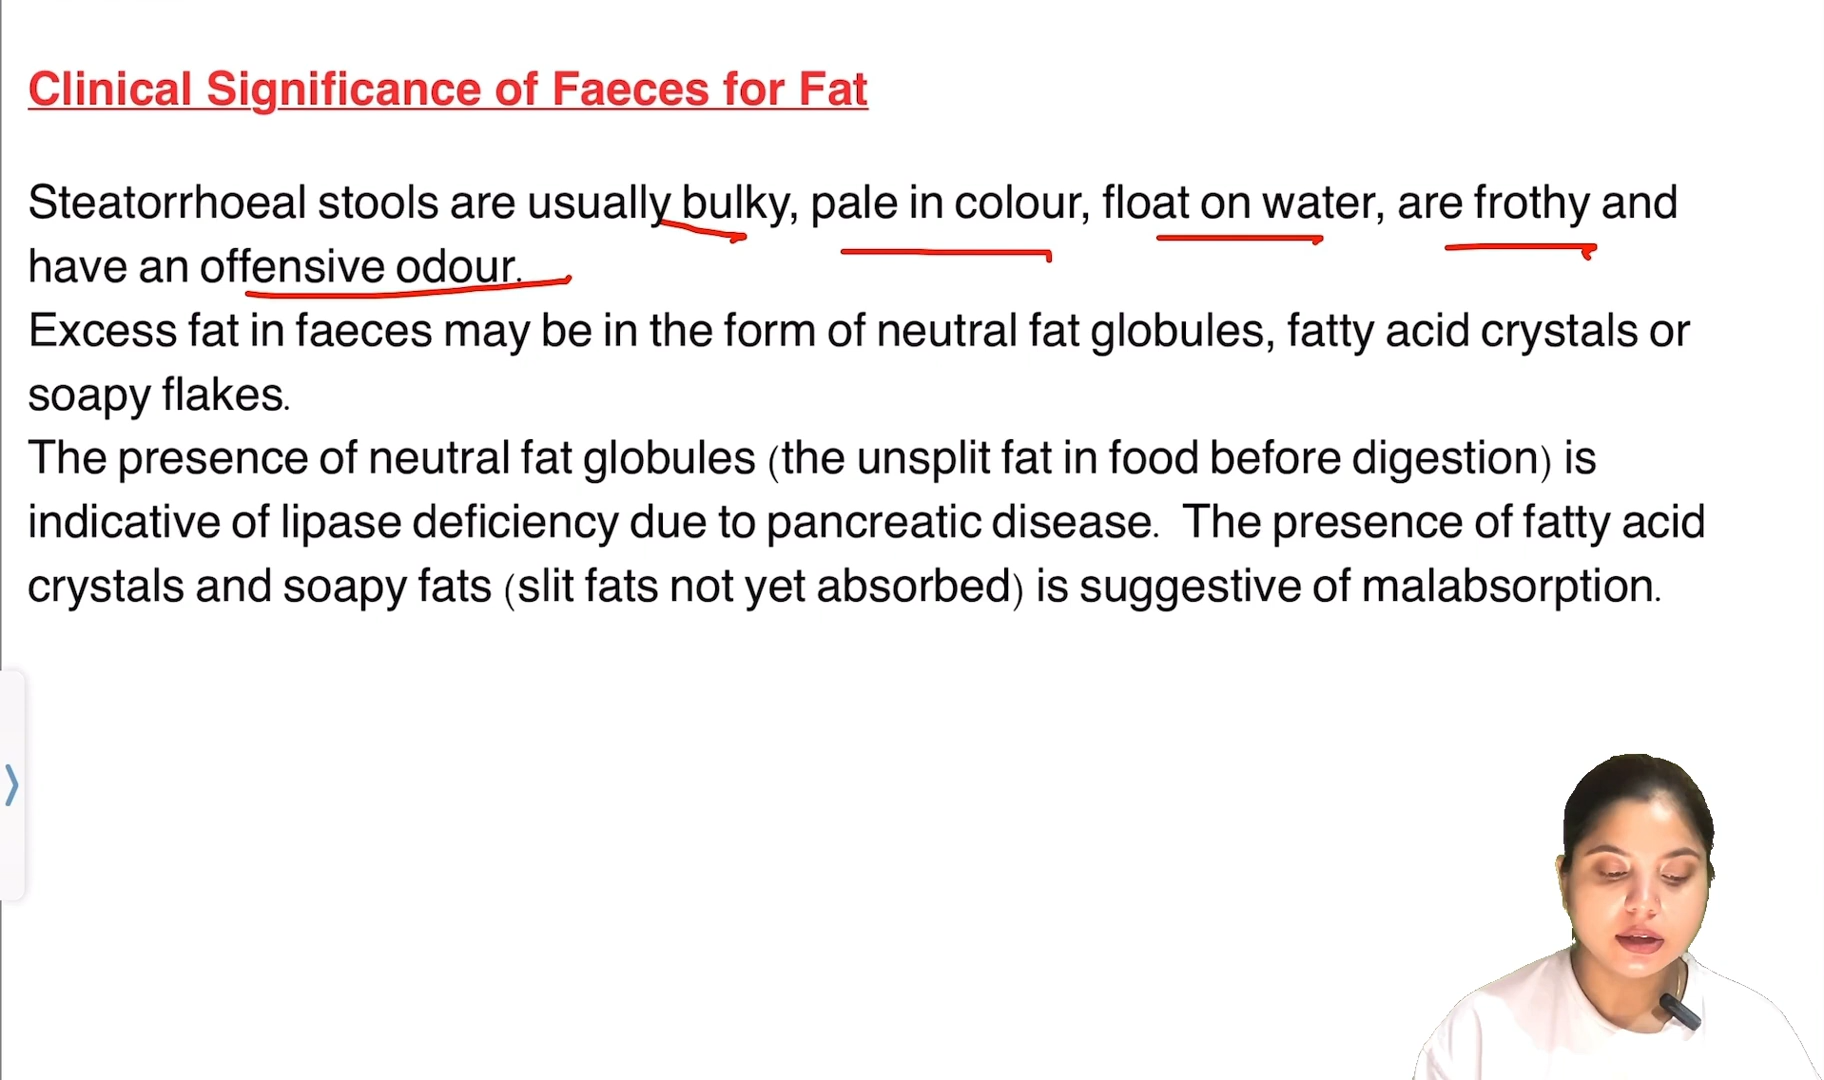 Clinical Significance of Faeces for Fat
Steatorrhoeal stools are usually bulky, pale in colour, float on water, are frothy and
have an offensive odour.
Excess fat in faeces may be in the form of neutral fat globules, fatty acid crystals or
soapy flakes.
The presence of neutral fat globules (the unsplit fat in food before digestion) is
indicative of lipase deficiency due to pancreatic disease.  The presence of fatty acid
crystals and soapy fats (slit fats not yet absorbed) is suggestive of malabsorption.